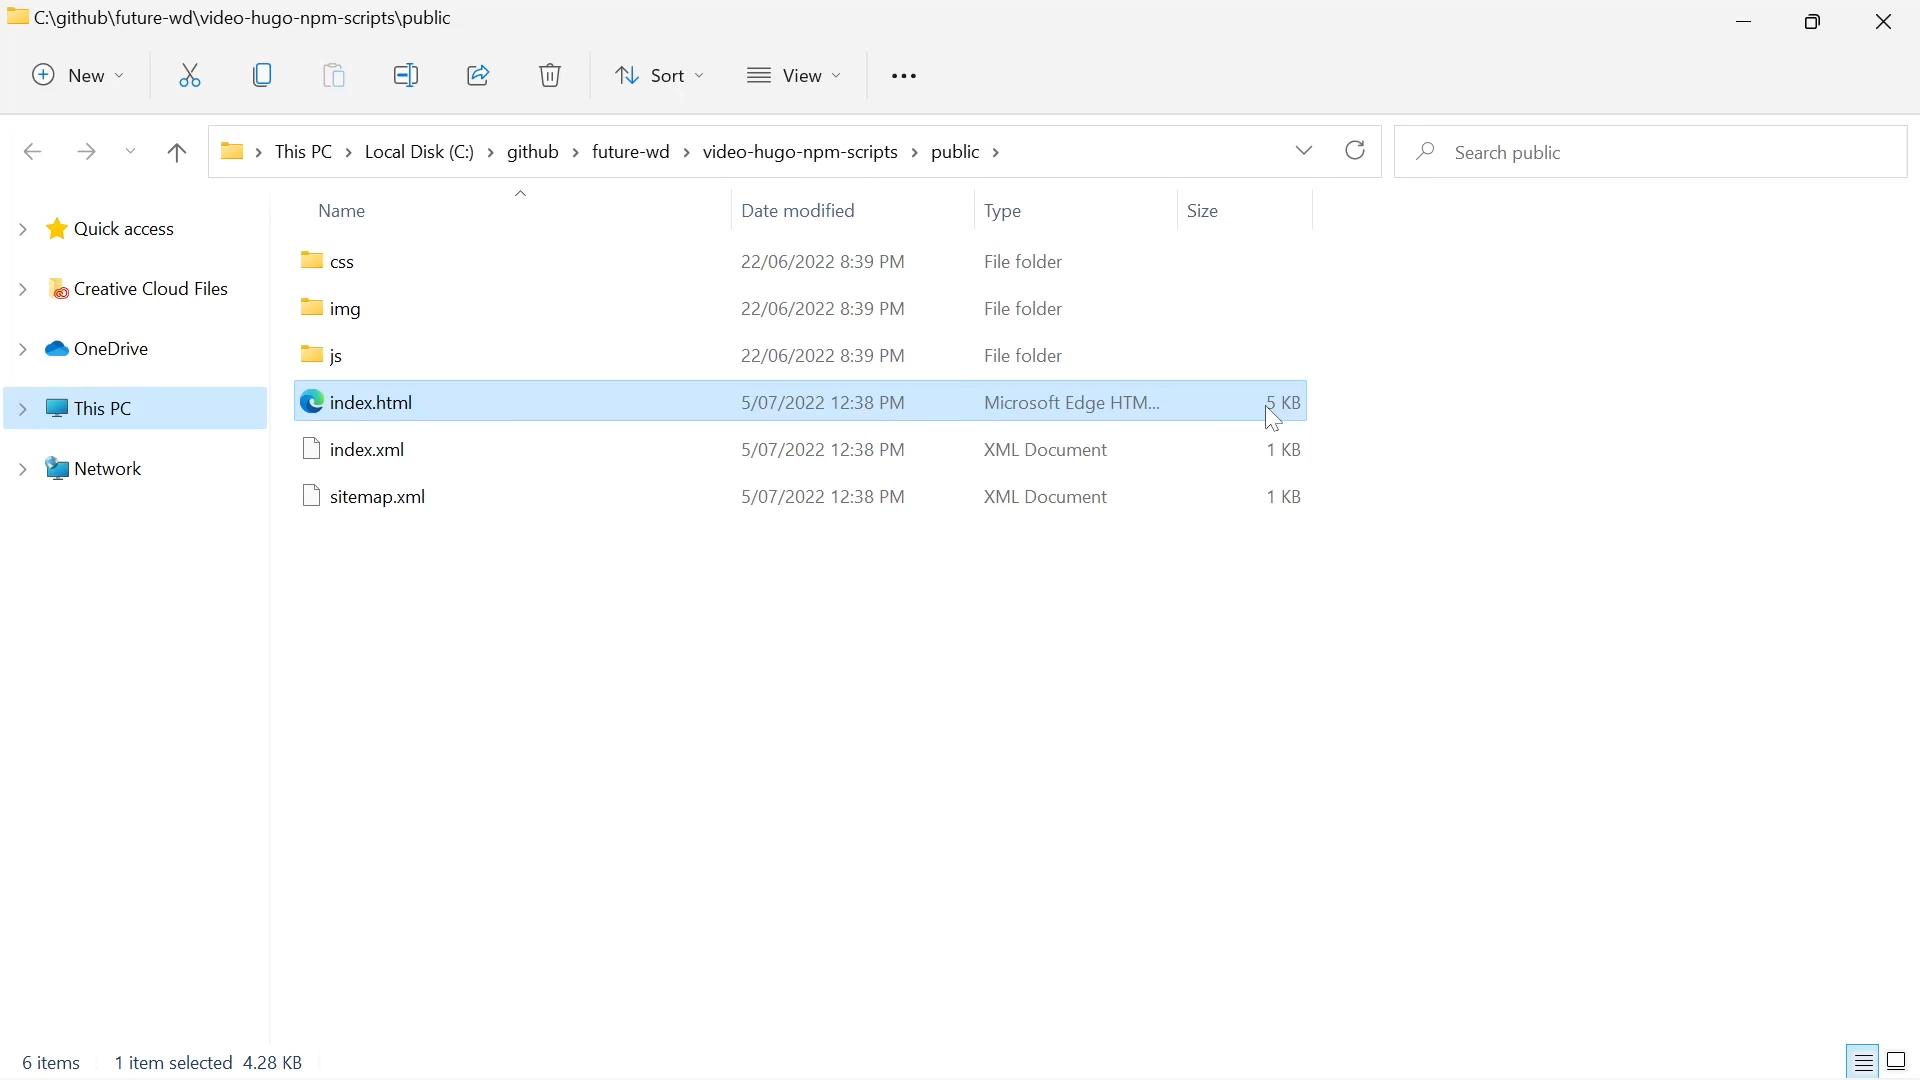 C:\github\future-wd\video-hugo-npm-scripts\public
New Sort View
This PC Local Disk (C:) github future-wd video-hugo-npm-scripts public Search public
Name Date modified Type Size
Quick access
Creative Cloud Files
OneDrive
This PC
Network
css 22/06/2022 8:39 PM File folder
img 22/06/2022 8:39 PM File folder
js 22/06/2022 8:39 PM File folder
index.html 5/07/2022 12:38 PM Microsoft Edge HTM... 5 KB
index.xml 5/07/2022 12:38 PM XML Document 1 KB
sitemap.xml 5/07/2022 12:38 PM XML Document 1 KB
6 items 1 item selected 4.28 KB